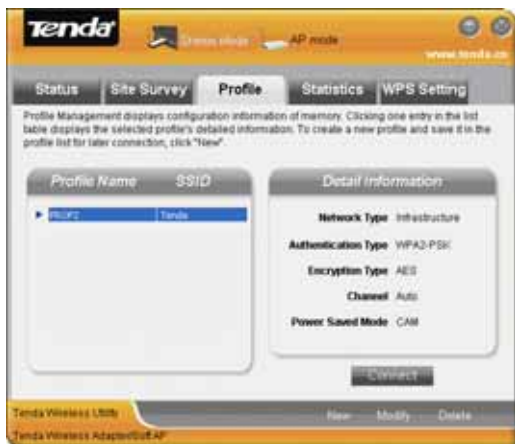 Tenda
Station Mode AP mode
www.tenda.cn
Status Site Survey Profile Statistics WPS Setting
Profile Management displays configuration information of memory. Clicking one entry in the list
table displays the selected profile's detailed information. To create a new profile and save it in the
profile list for later connection, click "New".
Profile Name SSID
PROF2 Tenda
Detail Information
Network Type Infrastructure
Authentication Type WPA2-PSK
Encryption Type AES
Channel Auto
Power Saved Mode CAM
Connect
Tenda Wireless Utility
New Modify Delete
Tenda Wireless Adapter/Soft AP